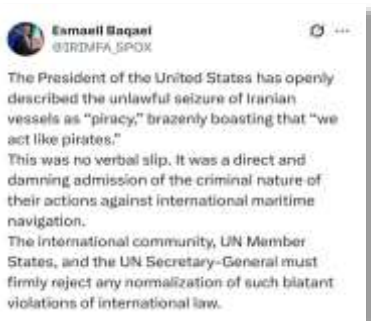 Esmaeil Baqaei
@IRIMFA_SPOX
The President of the United States has openly
described the unlawful seizure of Iranian
vessels as “piracy,” brazenly boasting that “we
act like pirates.”
This was no verbal slip. It was a direct and
damning admission of the criminal nature of
their actions against international maritime
navigation.
The international community, UN Member
States, and the UN Secretary-General must
firmly reject any normalization of such blatant
violations of international law.